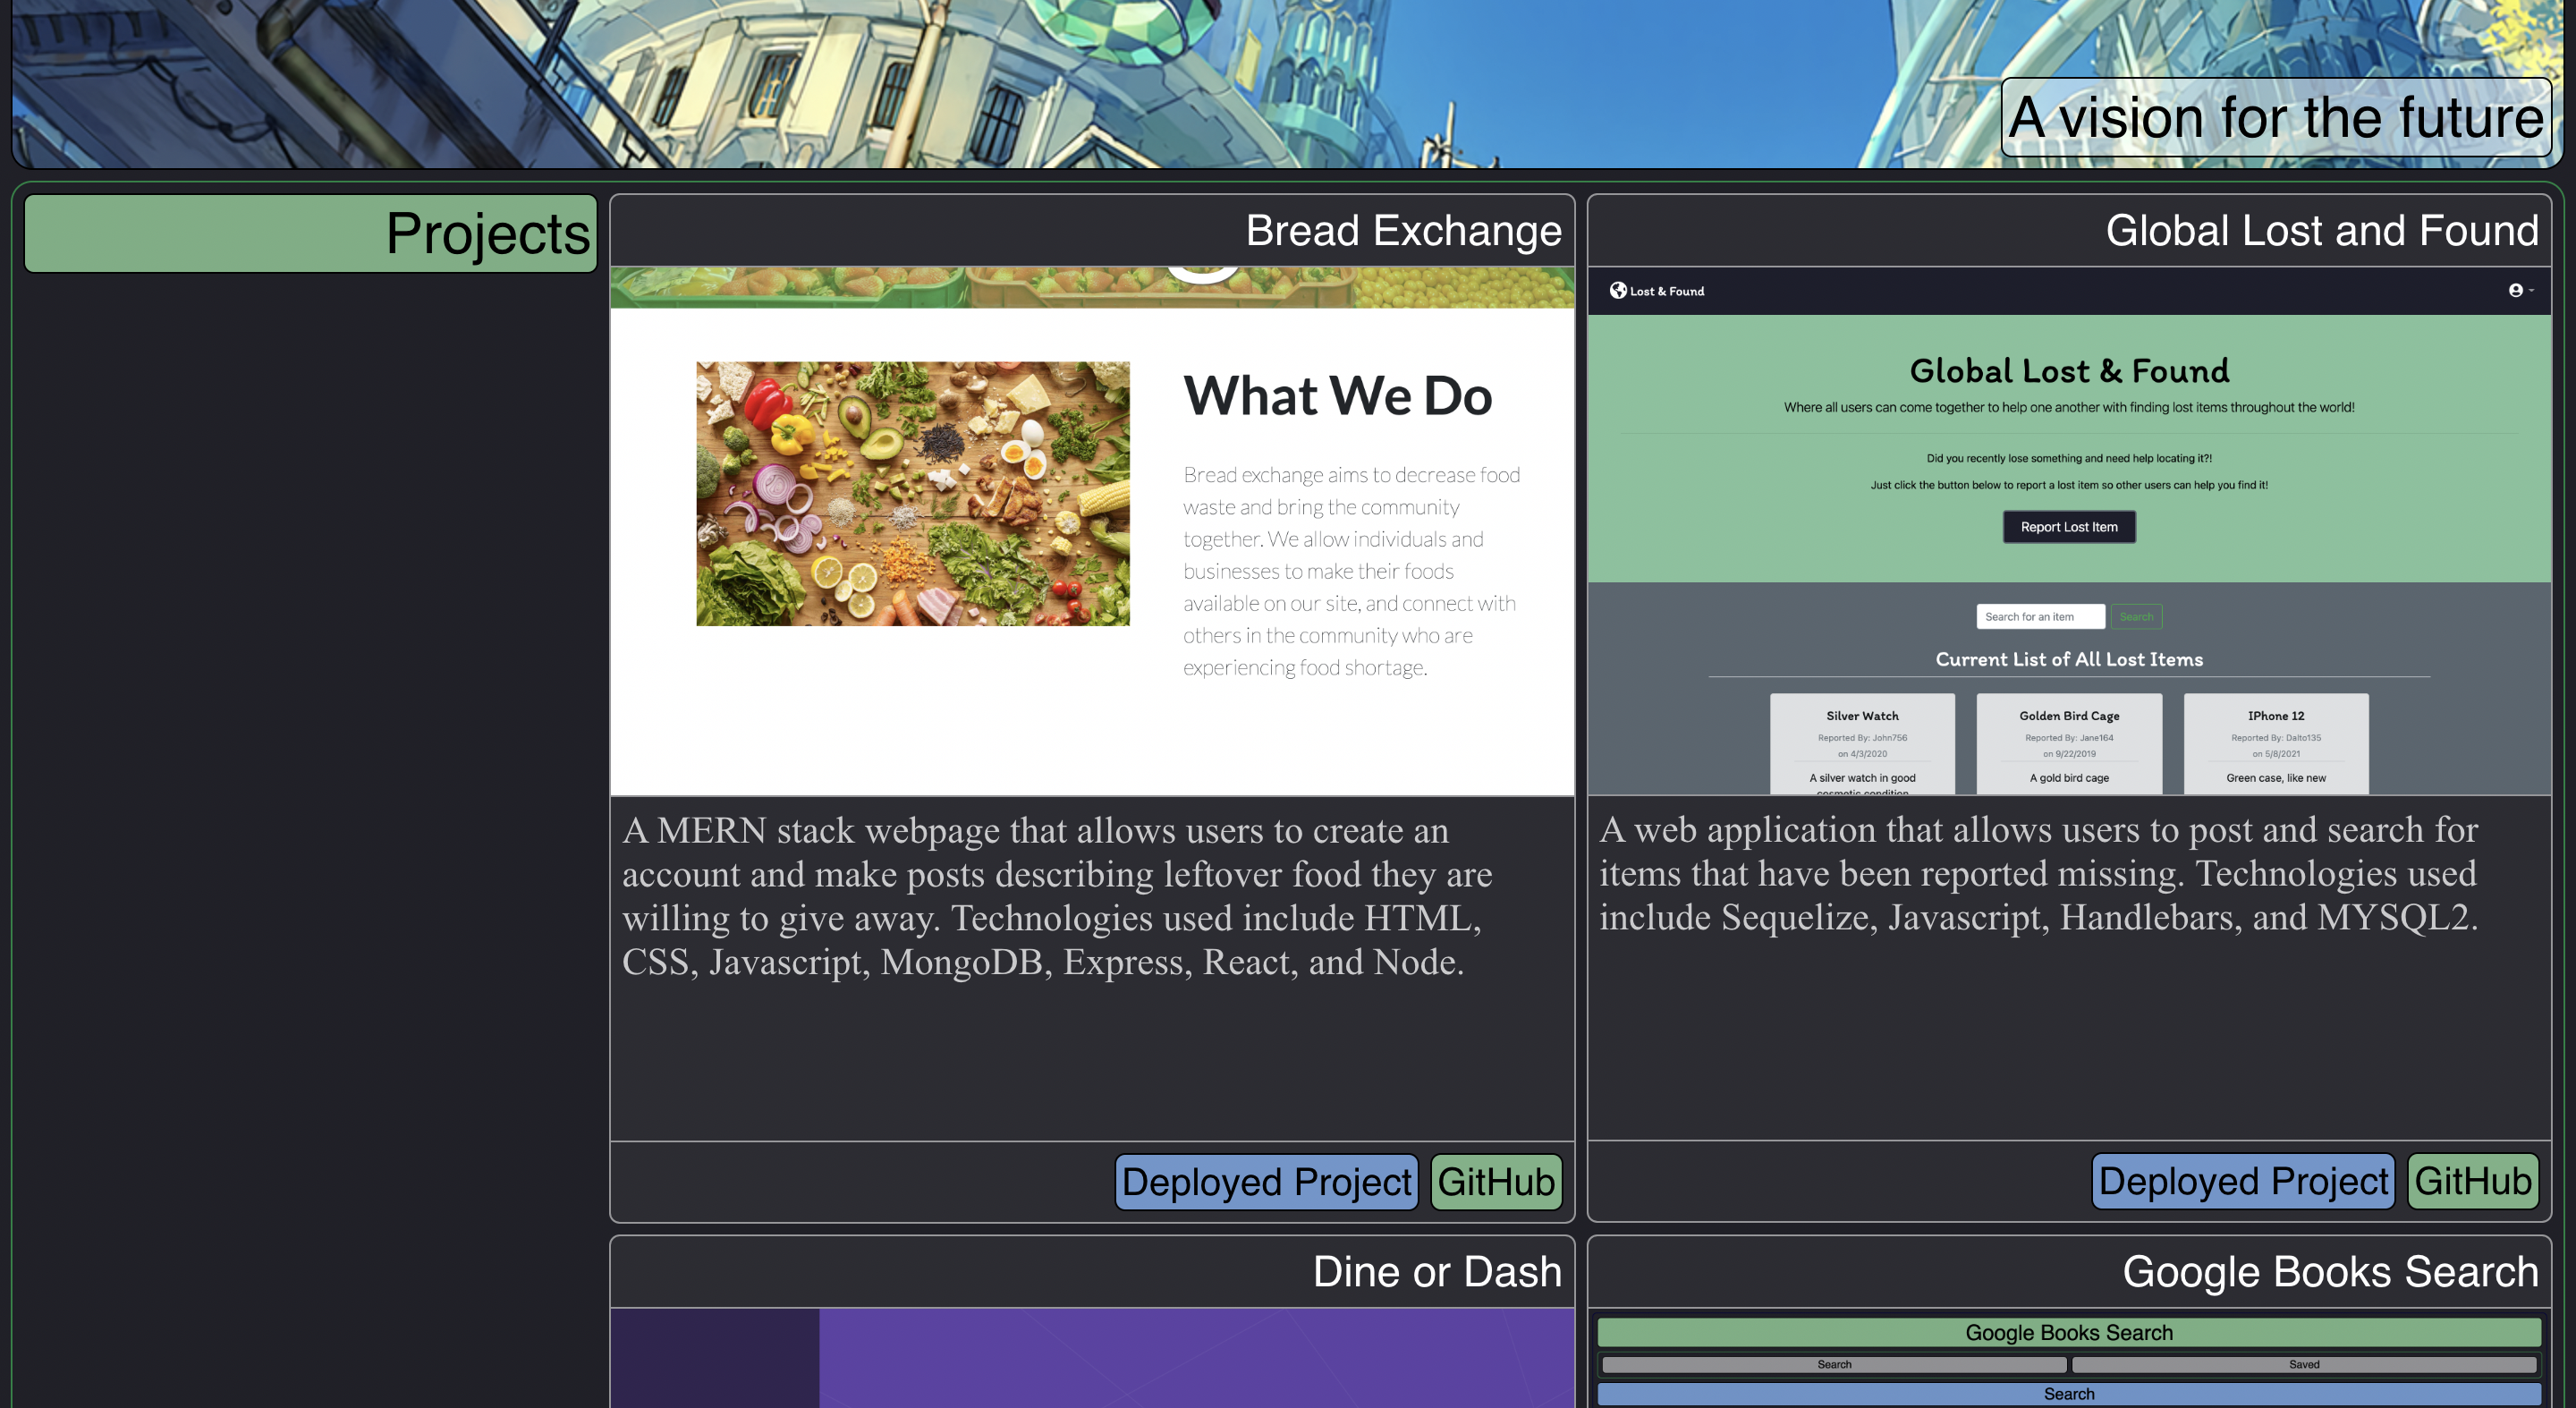 A vision for the future
Projects
Bread Exchange
What We Do
Bread exchange aims to decrease food
waste and bring the community
together. We allow individuals and
businesses to make their foods
available on our site, and connect with
others in the community who are
experiencing food shortage.
A MERN stack webpage that allows users to create an
account and make posts describing leftover food they are
willing to give away. Technologies used include HTML,
CSS, Javascript, MongoDB, Express, React, and Node.
Deployed Project GitHub
Global Lost and Found
Lost & Found
Global Lost & Found
Where all users can come together to help one another with finding lost items throughout the world!
Did you recently lose something and need help locating it?!
Just click the button below to report a lost item so other users can help you find it!
Report Lost Item
Search for an item Search
Current List of All Lost Items
Silver Watch
Reported By: John756
on 4/3/2020
A silver watch in good
cosmetic condition
Golden Bird Cage
Reported By: Jane164
on 9/22/2019
A gold bird cage
IPhone 12
Reported By: Dalto135
on 5/8/2021
Green case, like new
A web application that allows users to post and search for
items that have been reported missing. Technologies used
include Sequelize, Javascript, Handlebars, and MYSQL2.
Deployed Project GitHub
Dine or Dash
Google Books Search
Google Books Search
Search Saved
Search